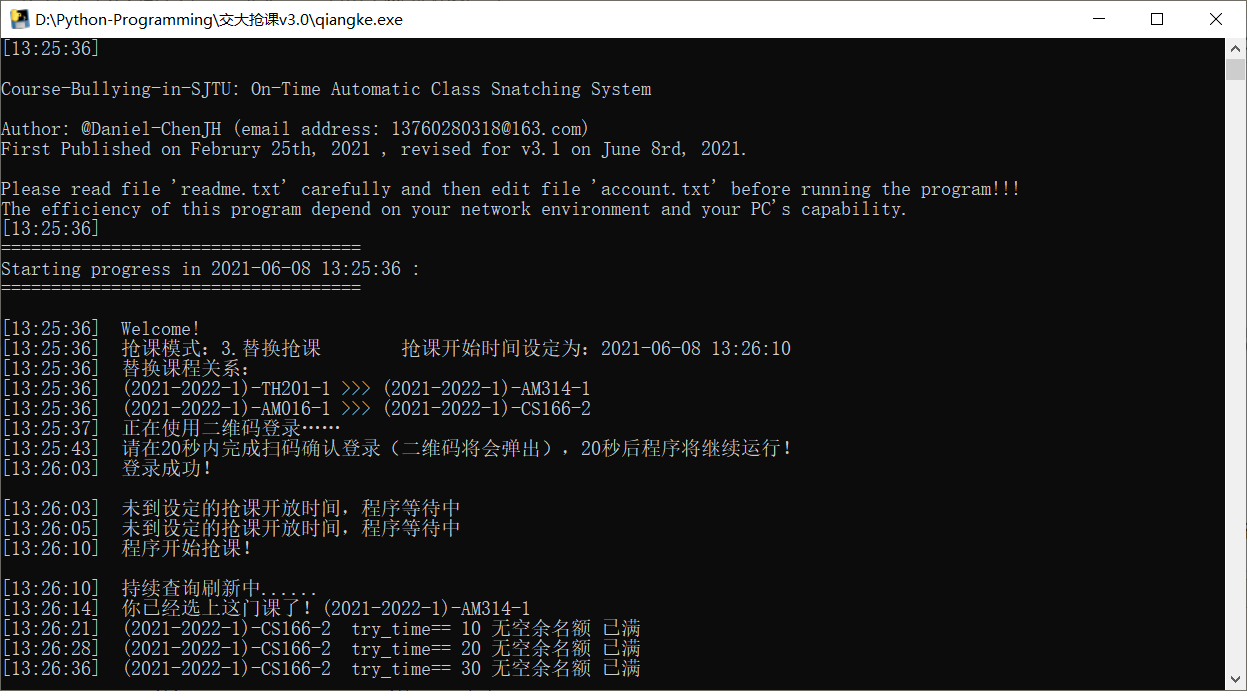 D:\Python-Programming\交大抢课v3.0\qiangke.exe
[13:25:36]
Course-Bullying-in-SJTU: On-Time Automatic Class Snatching System
Author: @Daniel-ChenJH (email address: 13760280318@163.com)
First Published on Februry 25th, 2021 , revised for v3.1 on June 8rd, 2021.
Please read file 'readme.txt' carefully and then edit file 'account.txt' before running the program!!!
The efficiency of this program depend on your network environment and your PC's capability.
[13:25:36]
====================================
Starting progress in 2021-06-08 13:25:36 :
====================================
[13:25:36] Welcome!
[13:25:36] 抢课模式：3.替换抢课 抢课开始时间设定为：2021-06-08 13:26:10
[13:25:36] 替换课程关系：
[13:25:36] (2021-2022-1)-TH201-1 >>> (2021-2022-1)-AM314-1
[13:25:36] (2021-2022-1)-AM016-1 >>> (2021-2022-1)-CS166-2
[13:25:37] 正在使用二维码登录……
[13:25:43] 请在20秒内完成扫码确认登录（二维码将会弹出），20秒后程序将继续运行！
[13:26:03] 登录成功！
[13:26:03] 未到设定的抢课开放时间，程序等待中
[13:26:05] 未到设定的抢课开放时间，程序等待中
[13:26:10] 程序开始抢课！
[13:26:10] 持续查询刷新中......
[13:26:14] 你已经选上这门课了！(2021-2022-1)-AM314-1
[13:26:21] (2021-2022-1)-CS166-2 try_time== 10 无空余名额 已满
[13:26:28] (2021-2022-1)-CS166-2 try_time== 20 无空余名额 已满
[13:26:36] (2021-2022-1)-CS166-2 try_time== 30 无空余名额 已满